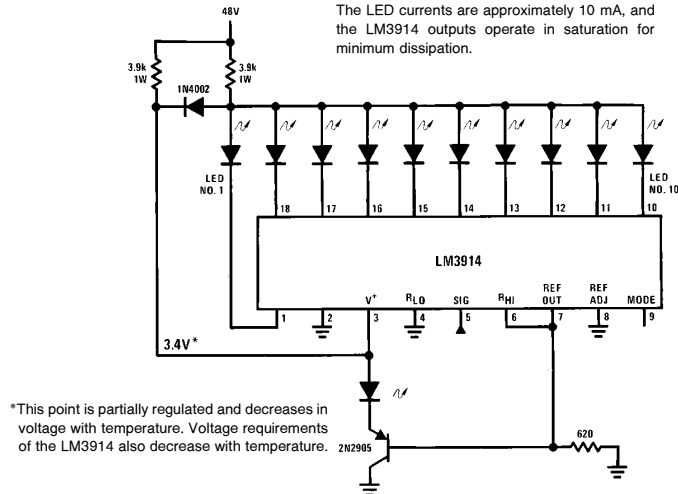 48V
The LED currents are approximately 10 mA, and
the LM3914 outputs operate in saturation for
minimum dissipation.
3.9k
1W
3.9k
1W
1N4002
LED
NO. 1
LED
NO. 10
18
17
16
15
14
13
12
11
10
LM3914
V+
RLO
SIG
RHI
REF
OUT
REF
ADJ
MODE
1
2
3
4
5
6
7
8
9
3.4V*
*This point is partially regulated and decreases in
voltage with temperature. Voltage requirements
of the LM3914 also decrease with temperature.
2N2905
620